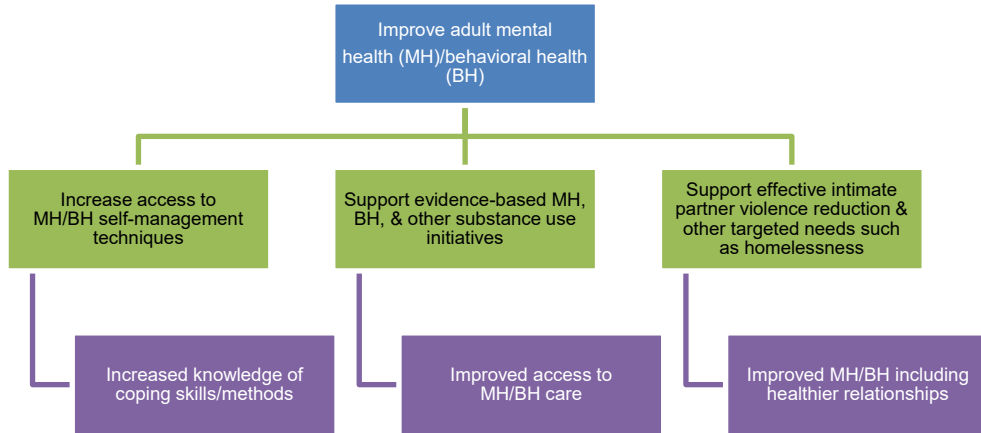 Improve adult mental
health (MH)/behavioral health
(BH)
Increase access to
MH/BH self-management
techniques
Support evidence-based MH,
BH, & other substance use
initiatives
Support effective intimate
partner violence reduction &
other targeted needs such
as homelessness
Increased knowledge of
coping skills/methods
Improved access to
MH/BH care
Improved MH/BH including
healthier relationships